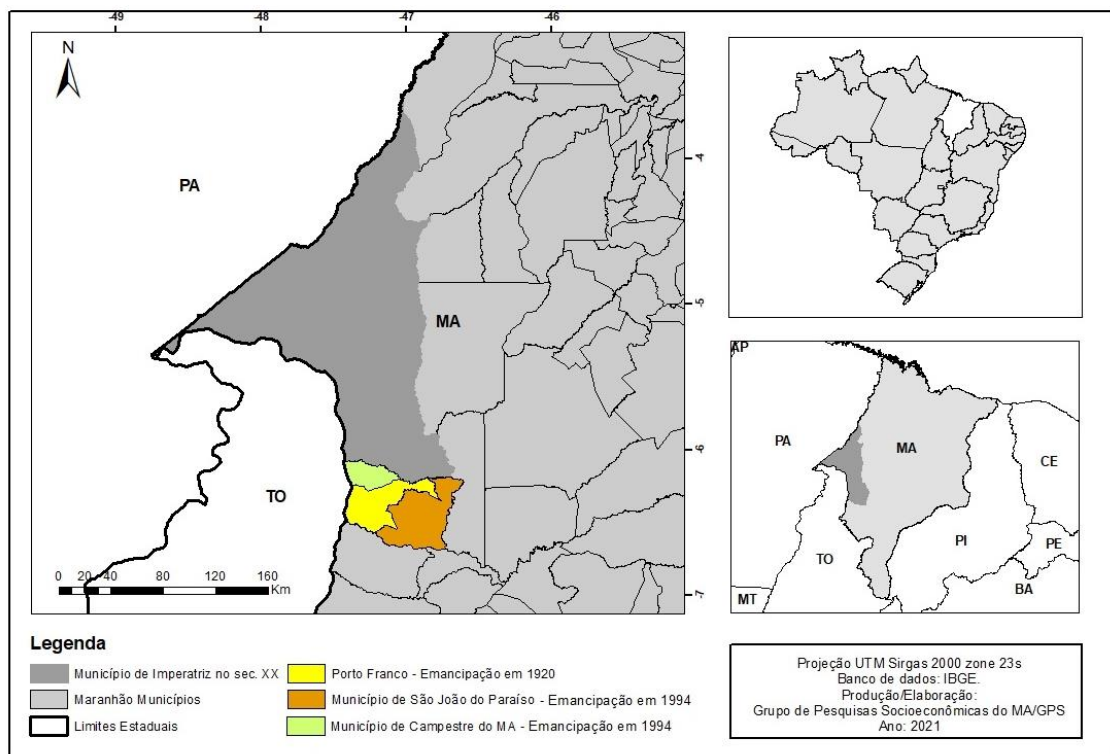 -49
-48
-47
-46
N
PA
MA
TO
-4
-5
-6
-7
0 20 40 80 120 160
Km
AP
PA
MA
CE
TO
PI
PE
MT
BA
Legenda
Município de Imperatriz no sec. XX
Maranhão Municípios
Limites Estaduais
Porto Franco - Emancipação em 1920
Município de São João do Paraíso - Emancipação em 1994
Município de Campestre do MA - Emancipação em 1994
Projeção UTM Sirgas 2000 zone 23s
Banco de dados: IBGE.
Produção/Elaboração:
Grupo de Pesquisas Socioeconômicas do MA/GPS
Ano: 2021